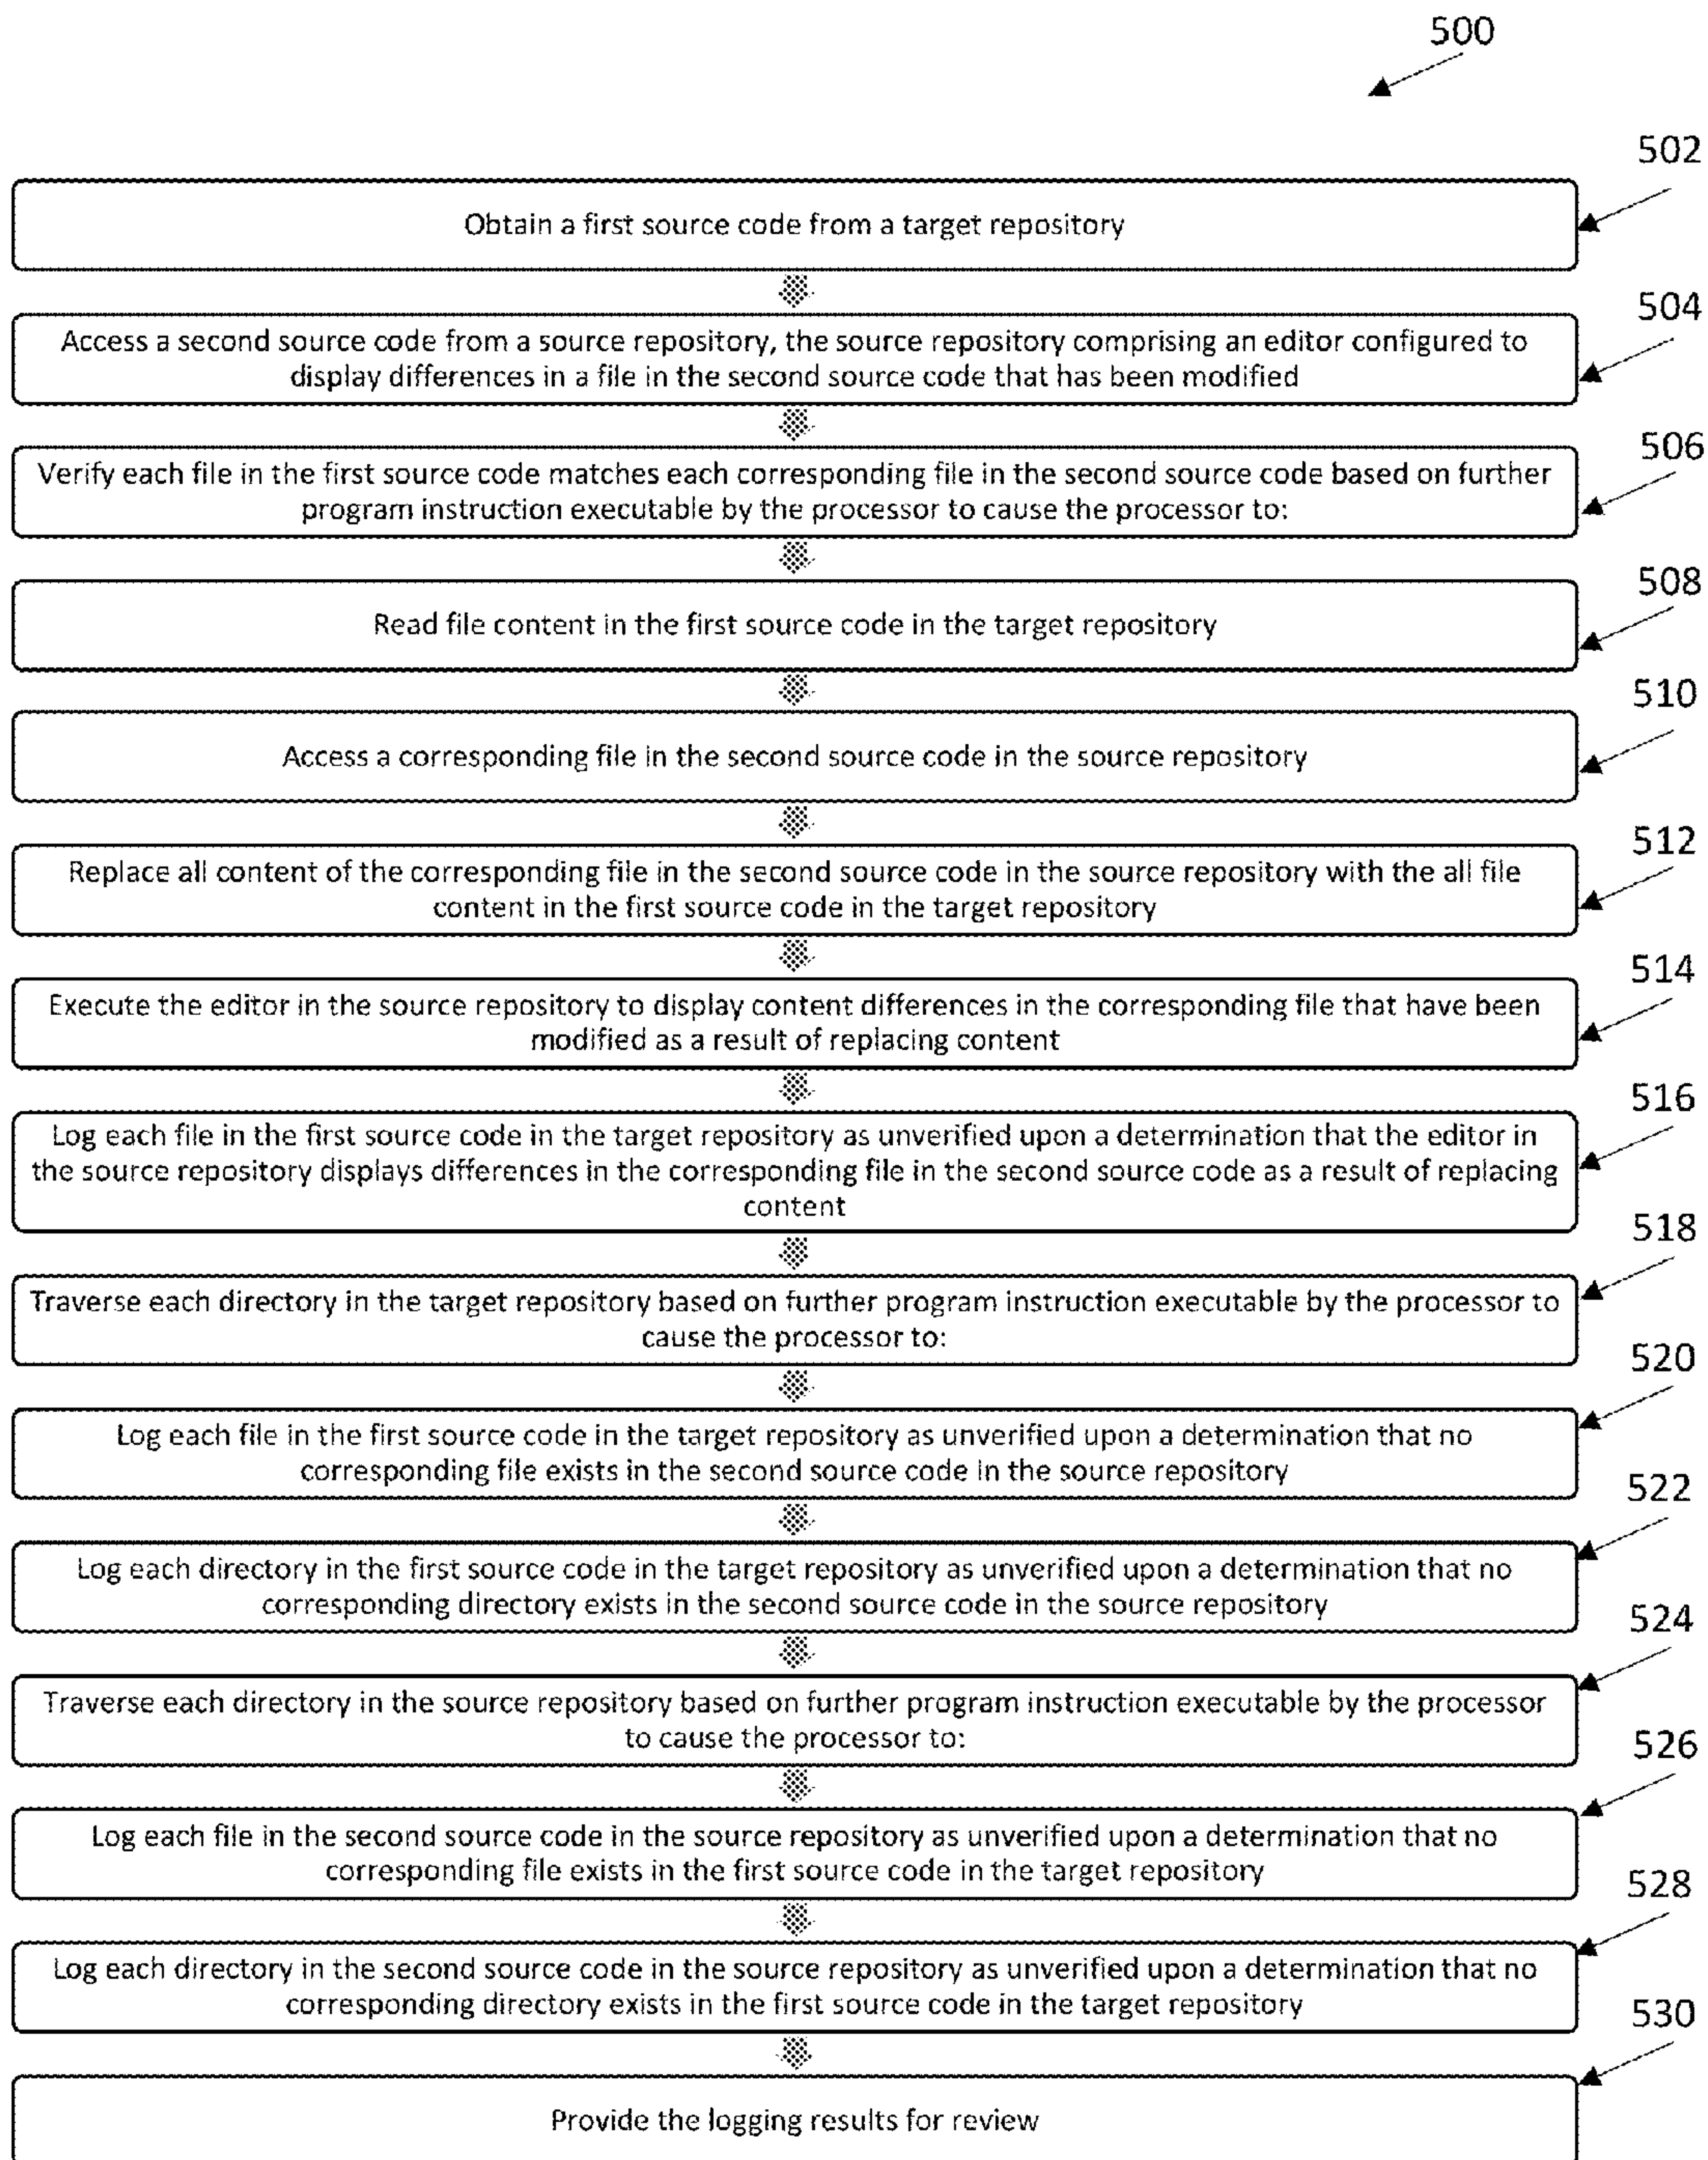 500
502
Obtain a first source code from a target repository
504
Access a second source code from a source repository, the source repository comprising an editor configured to
display differences in a file in the second source code that has been modified
506
Verify each file in the first source code matches each corresponding file in the second source code based on further
program instruction executable by the processor to cause the processor to:
508
Read file content in the first source code in the target repository
510
Access a corresponding file in the second source code in the source repository
512
Replace all content of the corresponding file in the second source code in the source repository with the all file
content in the first source code in the target repository
514
Execute the editor in the source repository to display content differences in the corresponding file that have been
modified as a result of replacing content
516
Log each file in the first source code in the target repository as unverified upon a determination that the editor in
the source repository displays differences in the corresponding file in the second source code as a result of replacing
content
518
Traverse each directory in the target repository based on further program instruction executable by the processor to
cause the processor to:
520
Log each file in the first source code in the target repository as unverified upon a determination that no
corresponding file exists in the second source code in the source repository
522
Log each directory in the first source code in the target repository as unverified upon a determination that no
corresponding directory exists in the second source code in the source repository
524
Traverse each directory in the source repository based on further program instruction executable by the processor
to cause the processor to:
526
Log each file in the second source code in the source repository as unverified upon a determination that no
corresponding file exists in the first source code in the target repository
528
Log each directory in the second source code in the source repository as unverified upon a determination that no
corresponding directory exists in the first source code in the target repository
530
Provide the logging results for review